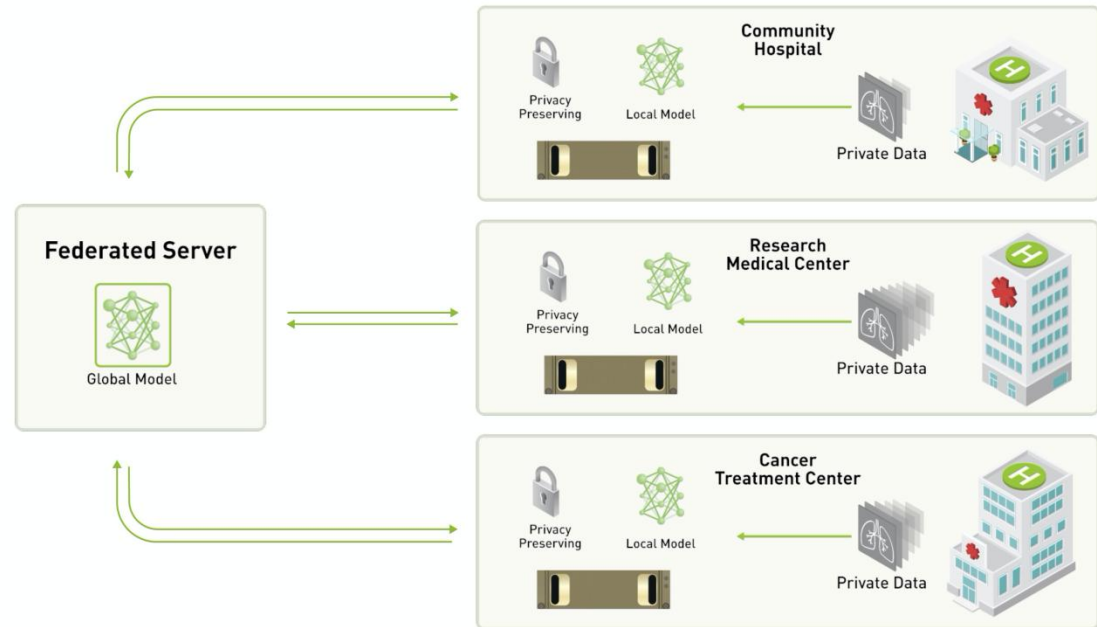 Federated Server
Global Model
Community
Hospital
Privacy
Preserving
Local Model
Private Data
H
Research
Medical Center
Privacy
Preserving
Local Model
Private Data
H
Cancer
Treatment Center
Privacy
Preserving
Local Model
Private Data
H